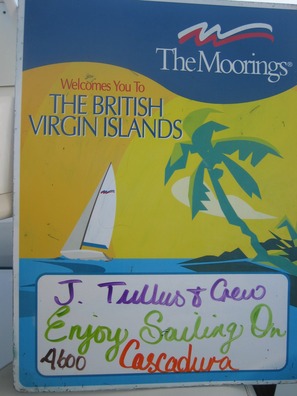 The Moorings®
Welcomes You To
THE BRITISH
VIRGIN ISLANDS
J. Tullus & Crew
Enjoy Sailing On
4600 Cascadura